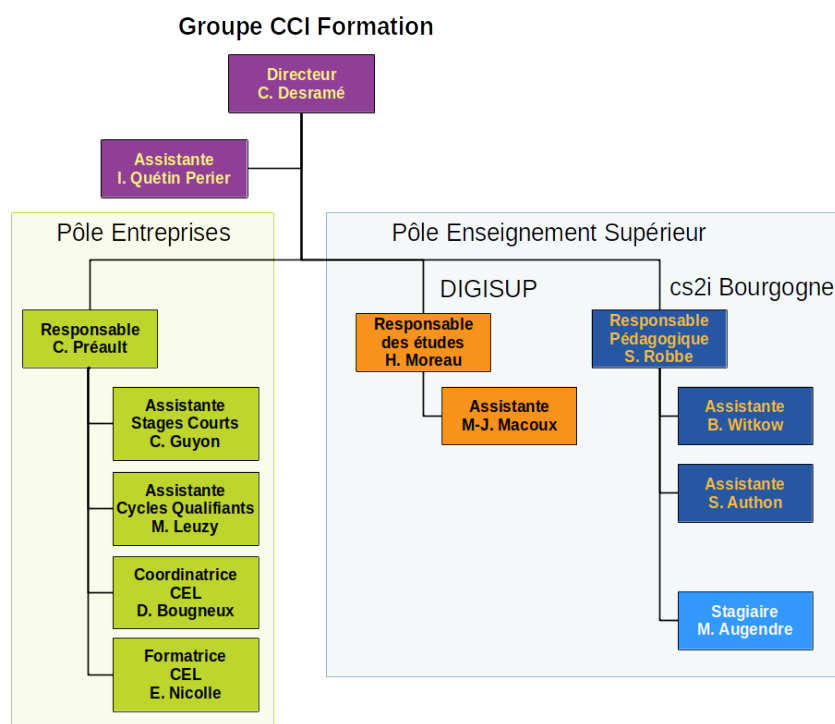 Groupe CCI Formation
Directeur
C. Desramé
Assistante
I. Quétin Perier
Pôle Entreprises
Pôle Enseignement Supérieur
DIGISUP
cs2i Bourgogne
Responsable
C. Préault
Responsable
des études
H. Moreau
Responsable
Pédagogique
S. Robbe
Assistante
Stages Courts
C. Guyon
Assistante
M-J. Macoux
Assistante
B. Witkow
Assistante
Cycles Qualifiants
M. Leuzy
Assistante
S. Authon
Coordinatrice
CEL
D. Bougneux
Stagiaire
M. Augendre
Formatrice
CEL
E. Nicolle